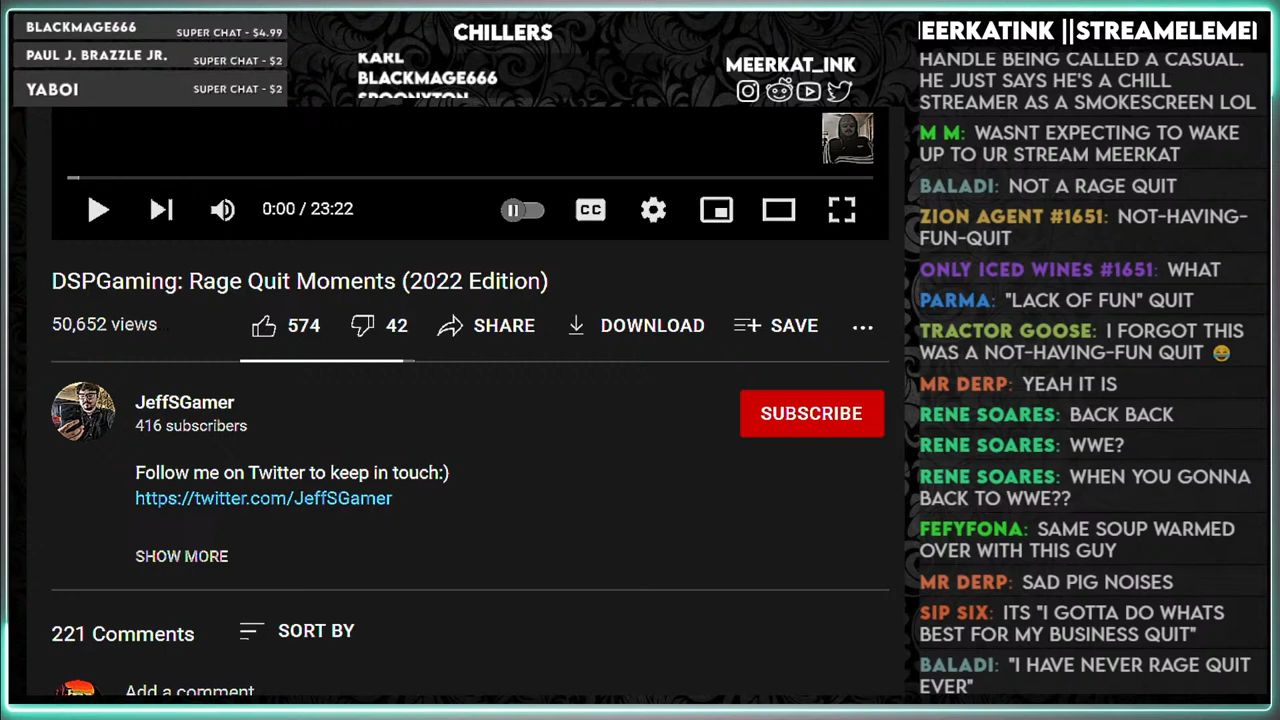 BLACKMAGE666 SUPER CHAT - $4.99
PAUL J. BRAZZLE JR. SUPER CHAT - $2
YABOI SUPER CHAT - $2
CHILLERS
KARL
BLACKMAGE666
SPOONYTON
MEERKAT_INK
EERKATINK ||STREAMELEME
HANDLE BEING CALLED A CASUAL.
HE JUST SAYS HE'S A CHILL
STREAMER AS A SMOKESCREEN LOL
M M: WASNT EXPECTING TO WAKE
UP TO UR STREAM MEERKAT
BALADI: NOT A RAGE QUIT
ZION AGENT #1651: NOT-HAVING-
FUN-QUIT
ONLY ICED WINES #1651: WHAT
PARMA: "LACK OF FUN" QUIT
TRACTOR GOOSE: I FORGOT THIS
WAS A NOT-HAVING-FUN QUIT 😂
MR DERP: YEAH IT IS
RENE SOARES: BACK BACK
RENE SOARES: WWE?
RENE SOARES: WHEN YOU GONNA
BACK TO WWE??
FEFYFONA: SAME SOUP WARMED
OVER WITH THIS GUY
MR DERP: SAD PIG NOISES
SIP SIX: ITS "I GOTTA DO WHATS
BEST FOR MY BUSINESS QUIT"
BALADI: "I HAVE NEVER RAGE QUIT
EVER"
0:00 / 23:22
CC
DSPGaming: Rage Quit Moments (2022 Edition)
50,652 views 574 42 SHARE DOWNLOAD SAVE ...
JeffSGamer
416 subscribers
SUBSCRIBE
Follow me on Twitter to keep in touch:)
https://twitter.com/JeffSGamer
SHOW MORE
221 Comments SORT BY
Add a comment